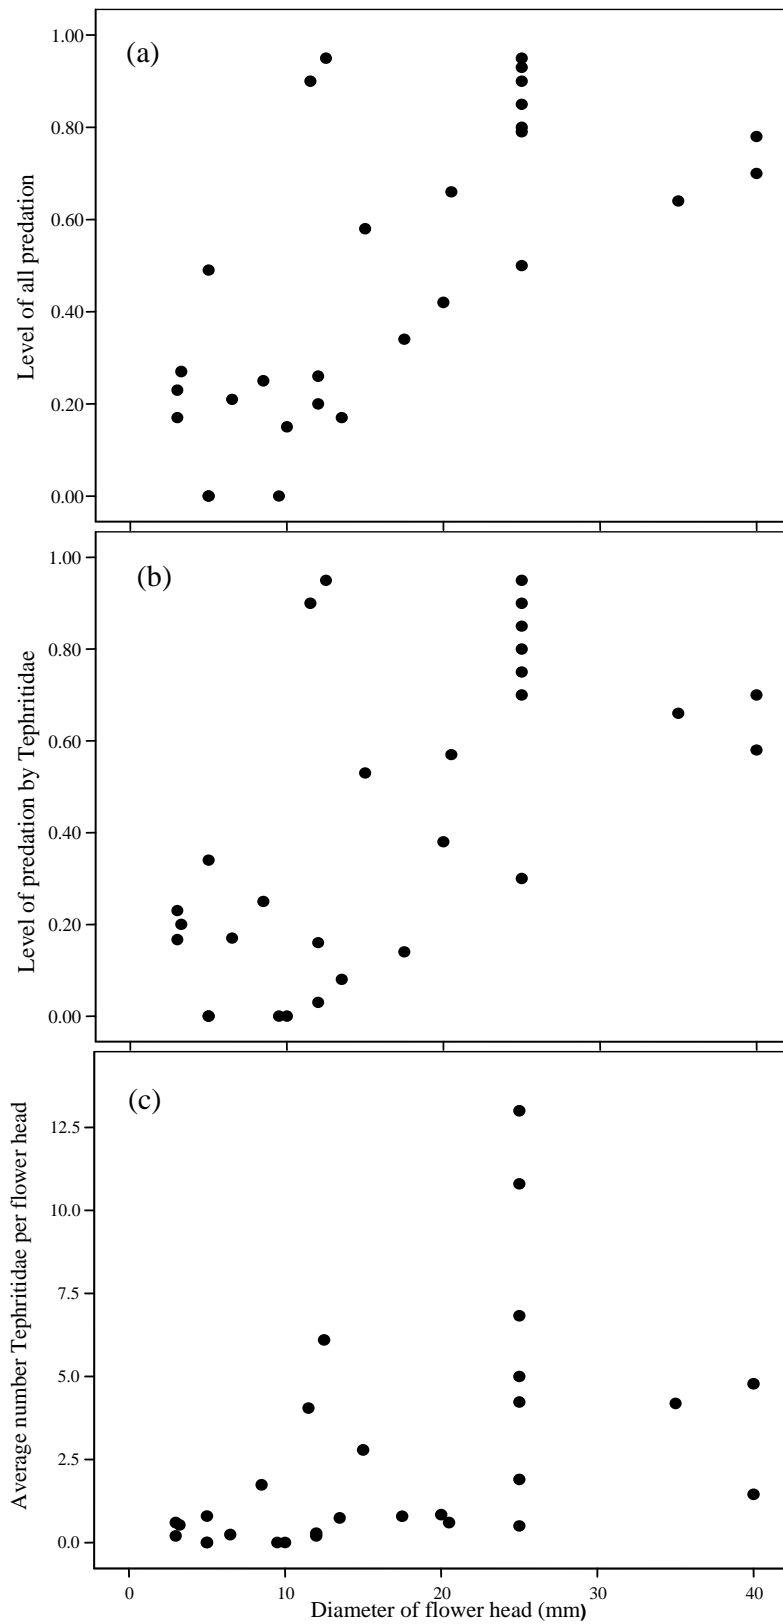 (a)
Level of all predation
1.00
0.80
0.60
0.40
0.20
0.00
(b)
Level of predation by Tephritidae
1.00
0.80
0.60
0.40
0.20
0.00
(c)
Average number Tephritidae per flower head
12.5
10.0
7.5
5.0
2.5
0.0
0 10 20 30 40
Diameter of flower head (mm)